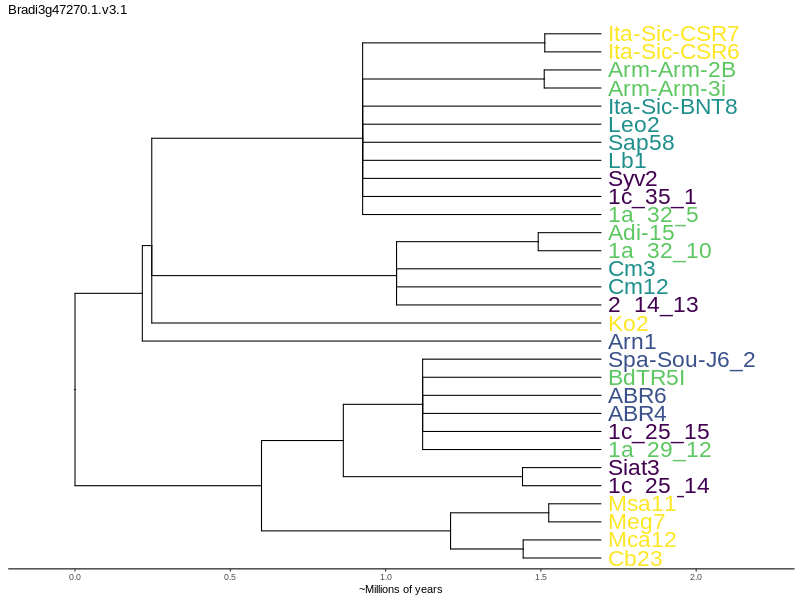 Bradi3g47270.1.v3.1
Ita-Sic-CSR7
Ita-Sic-CSR6
Arm-Arm-2B
Arm-Arm-3i
Ita-Sic-BNT8
Leo2
Sap58
Lb1
Syv2
1c_35_1
1a_32_5
Adi-15
1a_32_10
Cm3
Cm12
2_14_13
Ko2
Arn1
Spa-Sou-J6_2
BdTR5I
ABR6
ABR4
1c_25_15
1a_29_12
Siat3
1c_25_14
Msa11
Meg7
Mca12
Cb23
0.0 0.5 1.0 1.5 2.0
~Millions of years